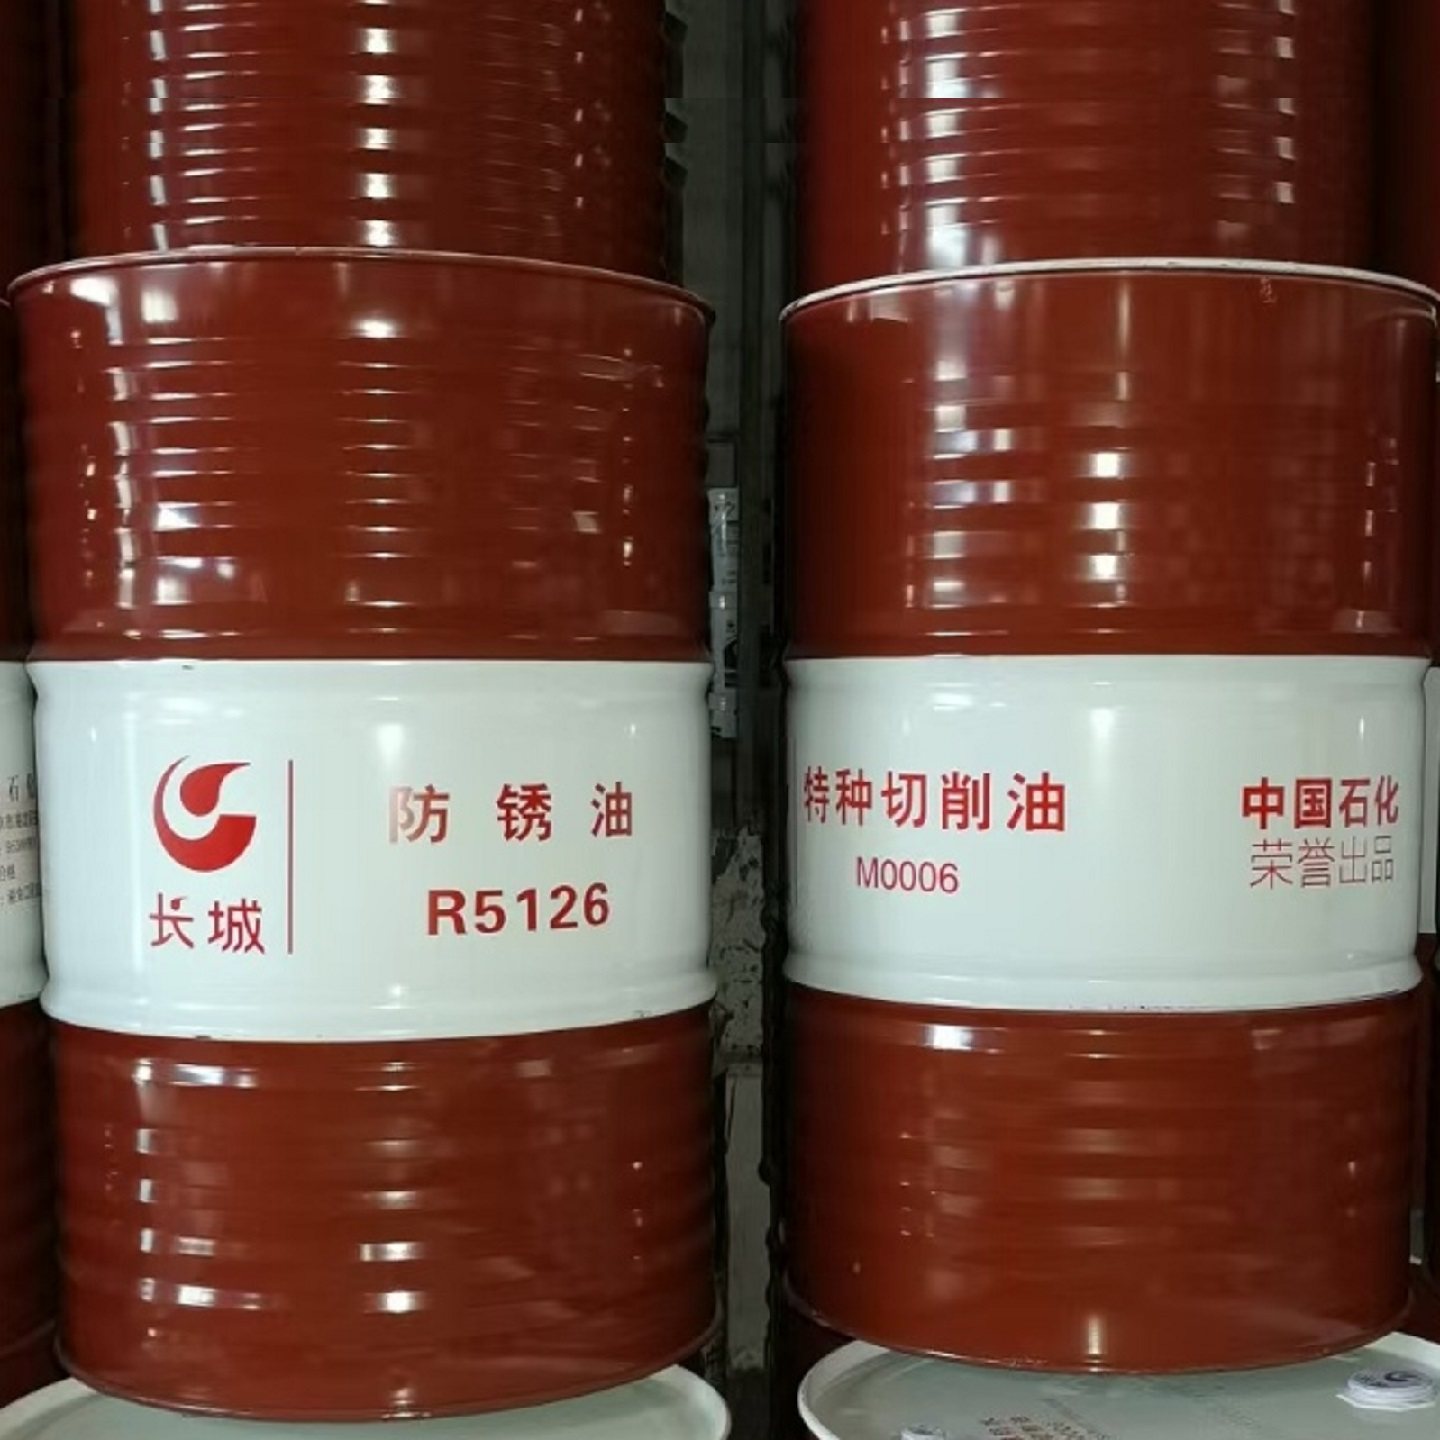 长城
防锈油
R5126
特种切削油
M0006
中国石化
荣誉出品